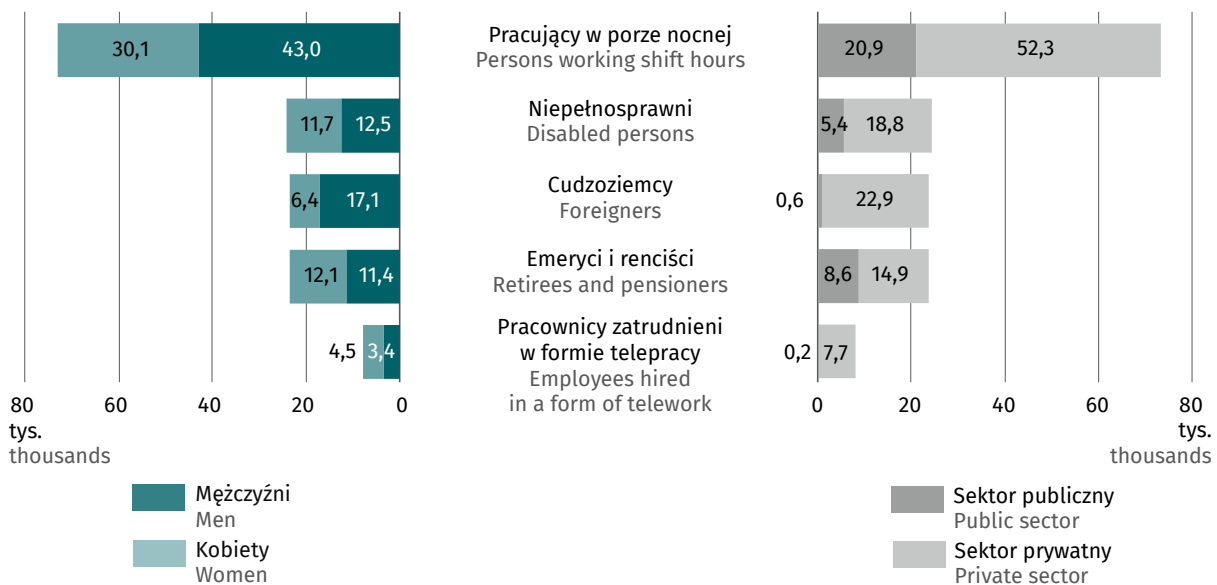 Pracujący w porze nocnej
Persons working shift hours
30,1 43,0
20,9 52,3
Niepełnosprawni
Disabled persons
11,7 12,5
5,4 18,8
Cudzoziemcy
Foreigners
6,4 17,1
0,6 22,9
Emeryci i renciści
Retirees and pensioners
12,1 11,4
8,6 14,9
Pracownicy zatrudnieni
w formie telepracy
Employees hired
in a form of telework
4,5 3,4
0,2 7,7
80 60 40 20 0
tys.
thousands
0 20 40 60 80
tys.
thousands
Mężczyźni
Men
Kobiety
Women
Sektor publiczny
Public sector
Sektor prywatny
Private sector